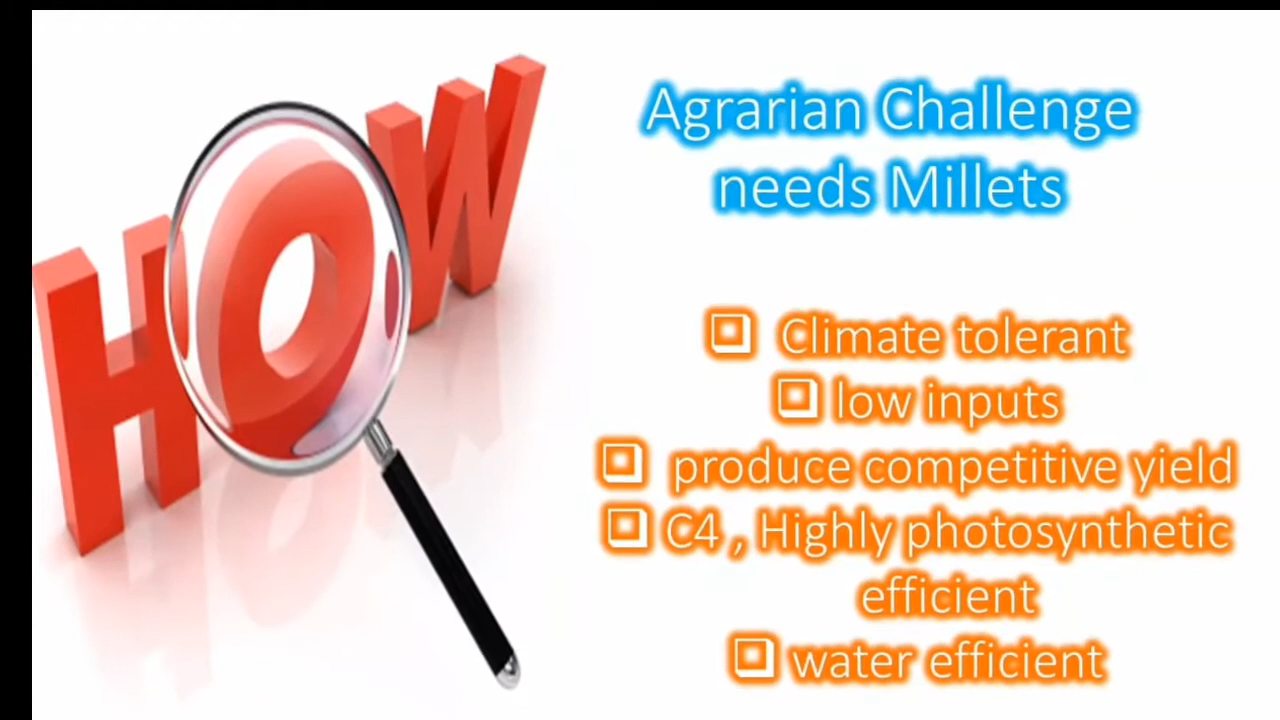 HOW
Agrarian Challenge
needs Millets
❑ Climate tolerant
❑ low inputs
❑ produce competitive yield
❑ C4 , Highly photosynthetic
efficient
❑ water efficient